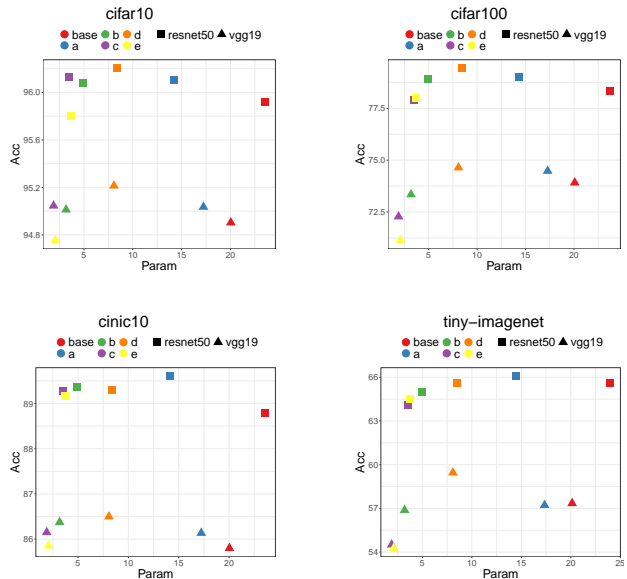 cifar10
base b d resnet50 vgg19
a c e
Acc
96.0
95.6
95.2
94.8
5 10 15 20
Param
cifar100
base b d resnet50 vgg19
a c e
Acc
77.5
75.0
72.5
5 10 15 20
Param
cinic10
base b d resnet50 vgg19
a c e
Acc
89
88
87
86
5 10 15 20
Param
tiny−imagenet
base b d resnet50 vgg19
a c e
Acc
66
63
60
57
54
5 10 15 20 25
Param